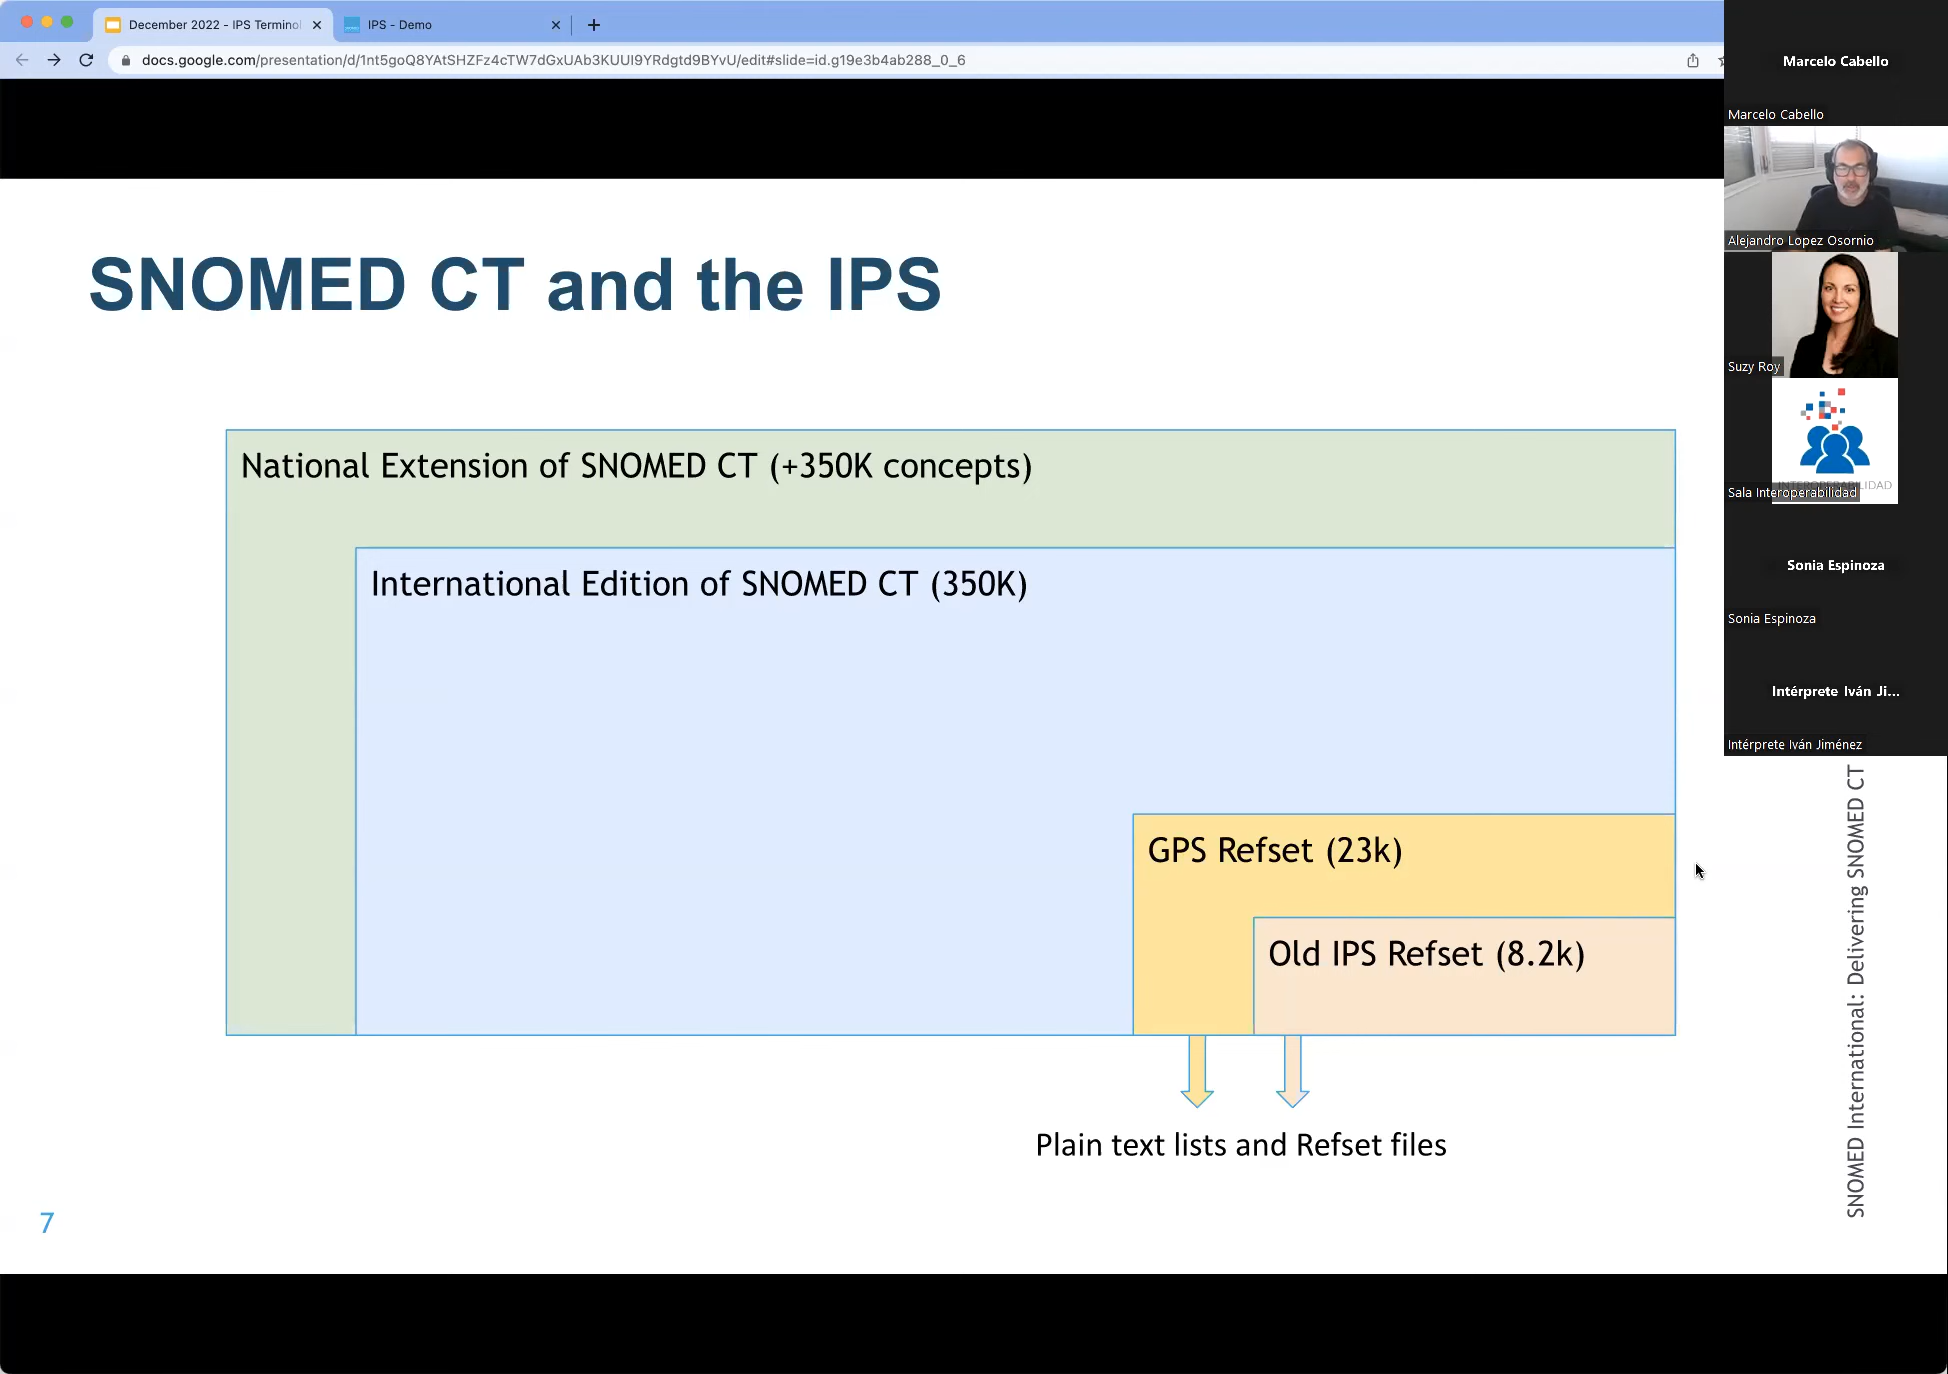 December 2022 - IPS Terminol
IPS - Demo
docs.google.com/presentation/d/1nt5goQ8YAtSHZFz4cTW7dGxUAb3KUUI9YRdgtd9BYvU/edit#slide=id.g19e3b4ab288_0_6
SNOMED CT and the IPS
National Extension of SNOMED CT (+350K concepts)
International Edition of SNOMED CT (350K)
GPS Refset (23k)
Old IPS Refset (8.2k)
Plain text lists and Refset files
7
SNOMED International: Delivering SNOMED CT
Marcelo Cabello
Marcelo Cabello
Alejandro Lopez Osornio
Suzy Roy
INTEROPERABILIDAD
Sala Interoperabilidad
Sonia Espinoza
Sonia Espinoza
Intérprete Iván Ji...
Intérprete Iván Jiménez